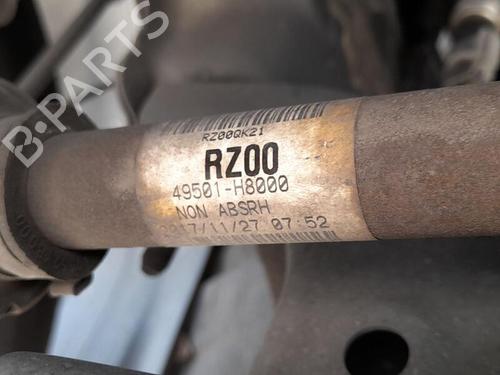 B-PARTS
RZ00QK21
RZ00
49501-H8000
NON ABSRH
2017/11/27 07:52